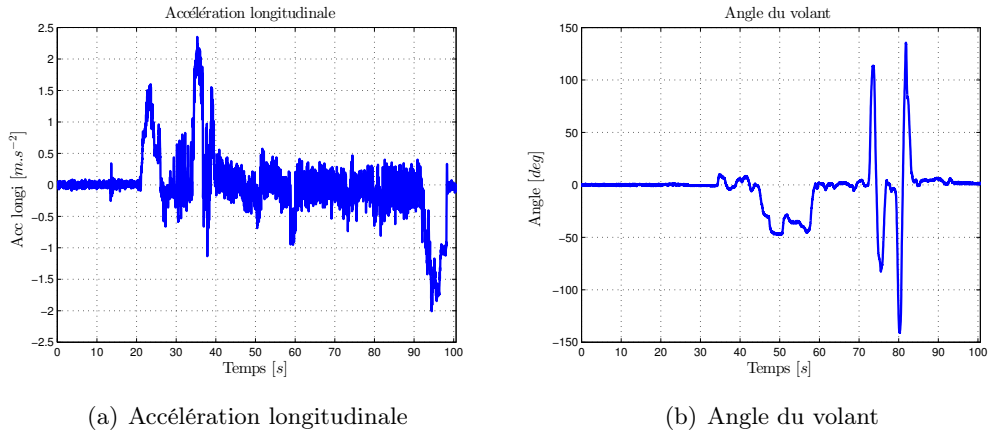 Accélération longitudinale
2.5
2
1.5
1
0.5
0
−0.5
−1
−1.5
−2
−2.5
Acc longi [m.s−2]
0 10 20 30 40 50 60 70 80 90 100
Temps [s]
(a) Accélération longitudinale
Angle du volant
150
100
50
0
−50
−100
−150
Angle [deg]
0 10 20 30 40 50 60 70 80 90 100
Temps [s]
(b) Angle du volant